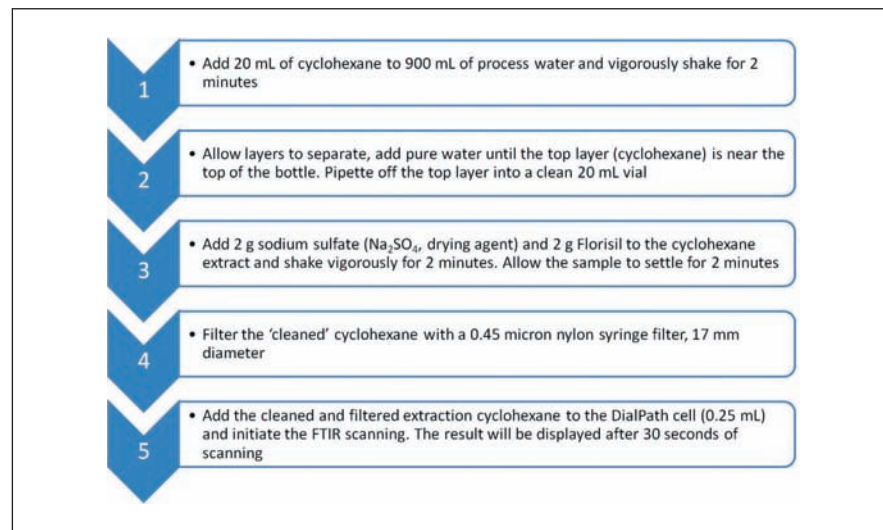 1
• Add 20 mL of cyclohexane to 900 mL of process water and vigorously shake for 2
minutes
2
• Allow layers to separate, add pure water until the top layer (cyclohexane) is near the
top of the bottle. Pipette off the top layer into a clean 20 mL vial
3
• Add 2 g sodium sulfate (Na₂SO₄, drying agent) and 2 g Florisil to the cyclohexane
extract and shake vigorously for 2 minutes. Allow the sample to settle for 2 minutes
4
• Filter the ‘cleaned’ cyclohexane with a 0.45 micron nylon syringe filter, 17 mm
diameter
5
• Add the cleaned and filtered extraction cyclohexane to the DialPath cell (0.25 mL)
and initiate the FTIR scanning. The result will be displayed after 30 seconds of
scanning